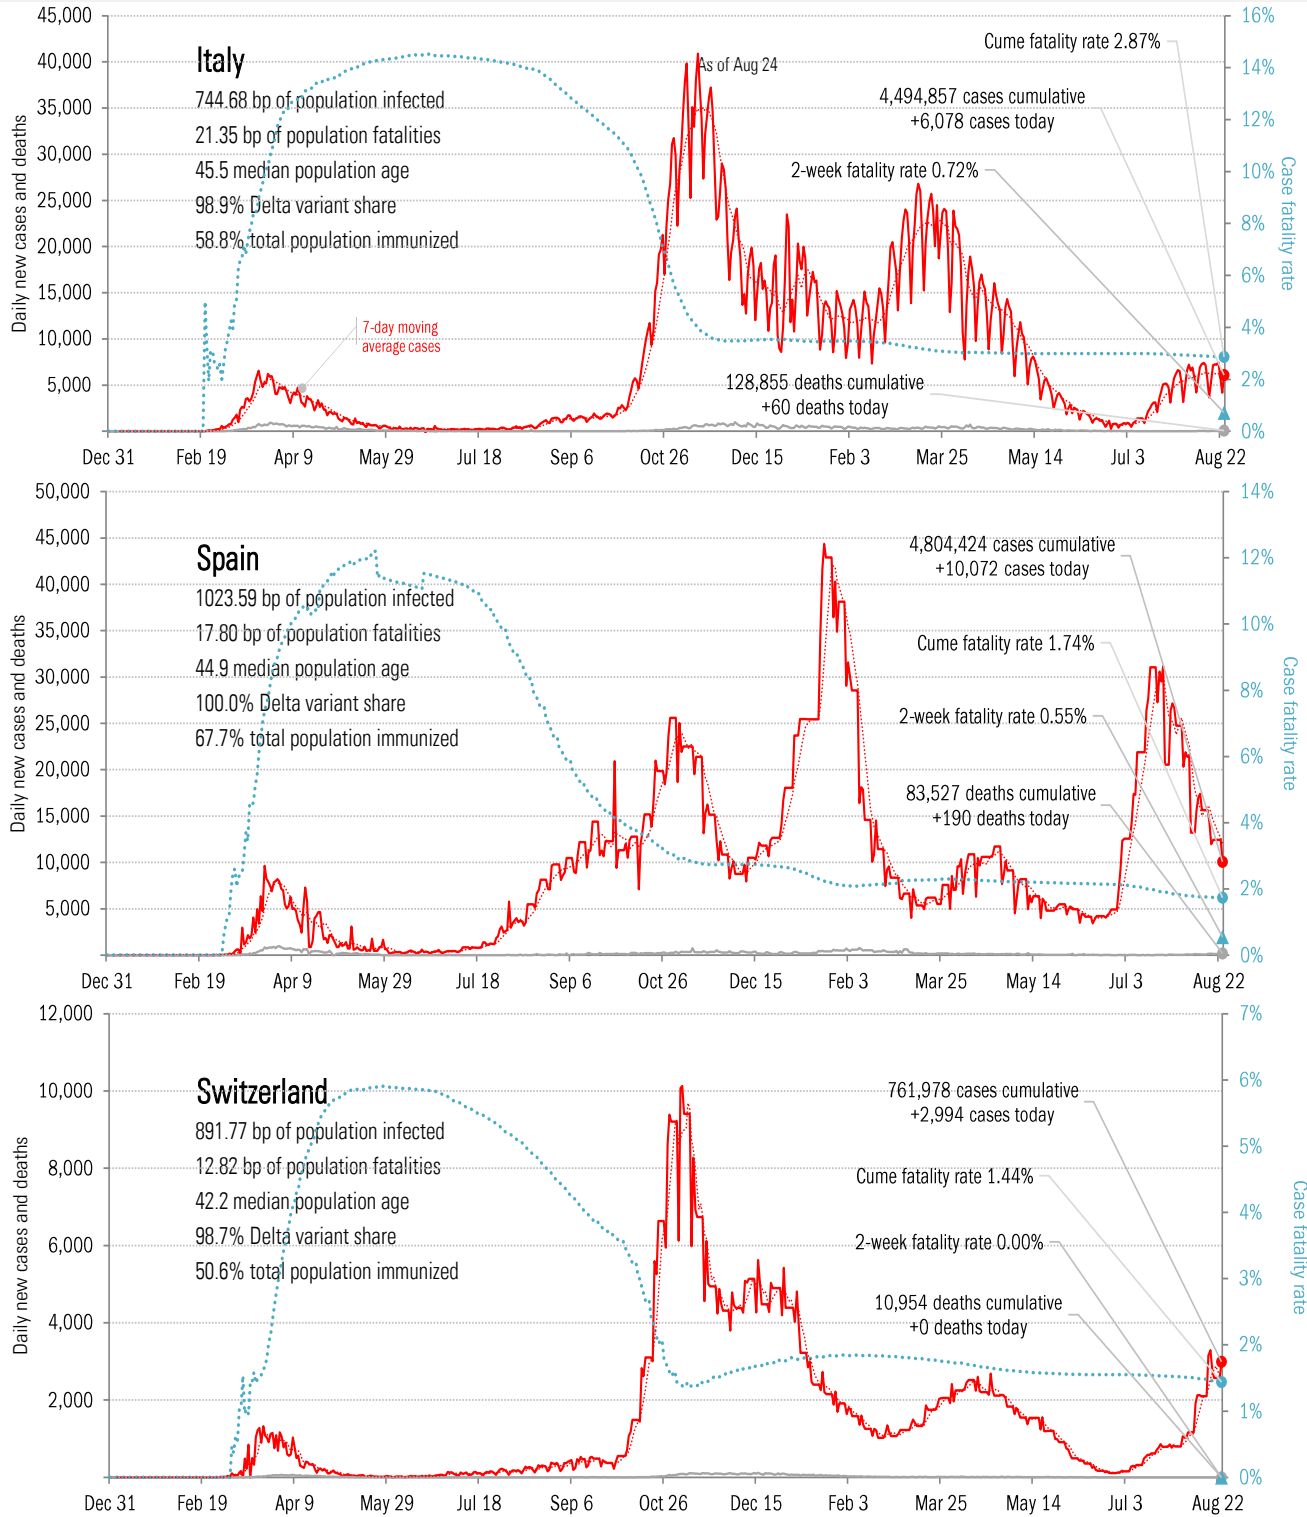 Italy
As of Aug 24
744.68 bp of population infected
21.35 bp of population fatalities
45.5 median population age
98.9% Delta variant share
58.8% total population immunized
7-day moving
average cases
Cume fatality rate 2.87%
4,494,857 cases cumulative
+6,078 cases today
2-week fatality rate 0.72%
128,855 deaths cumulative
+60 deaths today
Daily new cases and deaths
45,000
40,000
35,000
30,000
25,000
20,000
15,000
10,000
5,000
16%
14%
12%
10%
8%
6%
4%
2%
0%
Case fatality rate
Dec 31 Feb 19 Apr 9 May 29 Jul 18 Sep 6 Oct 26 Dec 15 Feb 3 Mar 25 May 14 Jul 3 Aug 22
Spain
1023.59 bp of population infected
17.80 bp of population fatalities
44.9 median population age
100.0% Delta variant share
67.7% total population immunized
4,804,424 cases cumulative
+10,072 cases today
Cume fatality rate 1.74%
2-week fatality rate 0.55%
83,527 deaths cumulative
+190 deaths today
Daily new cases and deaths
50,000
45,000
40,000
35,000
30,000
25,000
20,000
15,000
10,000
5,000
14%
12%
10%
8%
6%
4%
2%
0%
Case fatality rate
Dec 31 Feb 19 Apr 9 May 29 Jul 18 Sep 6 Oct 26 Dec 15 Feb 3 Mar 25 May 14 Jul 3 Aug 22
Switzerland
891.77 bp of population infected
12.82 bp of population fatalities
42.2 median population age
98.7% Delta variant share
50.6% total population immunized
761,978 cases cumulative
+2,994 cases today
Cume fatality rate 1.44%
2-week fatality rate 0.00%
10,954 deaths cumulative
+0 deaths today
Daily new cases and deaths
12,000
10,000
8,000
6,000
4,000
2,000
7%
6%
5%
4%
3%
2%
1%
0%
Case fatality rate
Dec 31 Feb 19 Apr 9 May 29 Jul 18 Sep 6 Oct 26 Dec 15 Feb 3 Mar 25 May 14 Jul 3 Aug 22